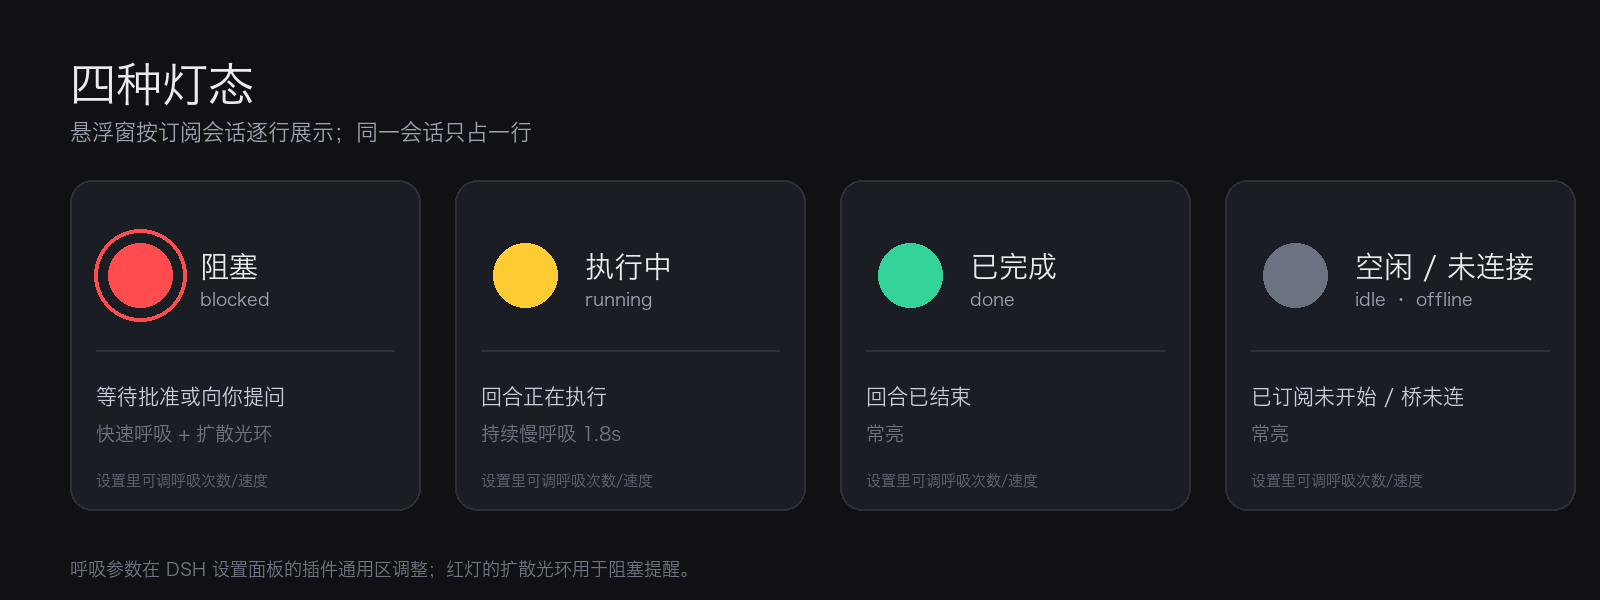 四种灯态
悬浮窗按订阅会话逐行展示；同一会话只占一行
阻塞
blocked
等待批准或向你提问
快速呼吸 + 扩散光环
设置里可调呼吸次数/速度
执行中
running
回合正在执行
持续慢呼吸 1.8s
设置里可调呼吸次数/速度
已完成
done
回合已结束
常亮
设置里可调呼吸次数/速度
空闲 / 未连接
idle · offline
已订阅未开始 / 桥未连
常亮
设置里可调呼吸次数/速度
呼吸参数在 DSH 设置面板的插件通用区调整；红灯的扩散光环用于阻塞提醒。